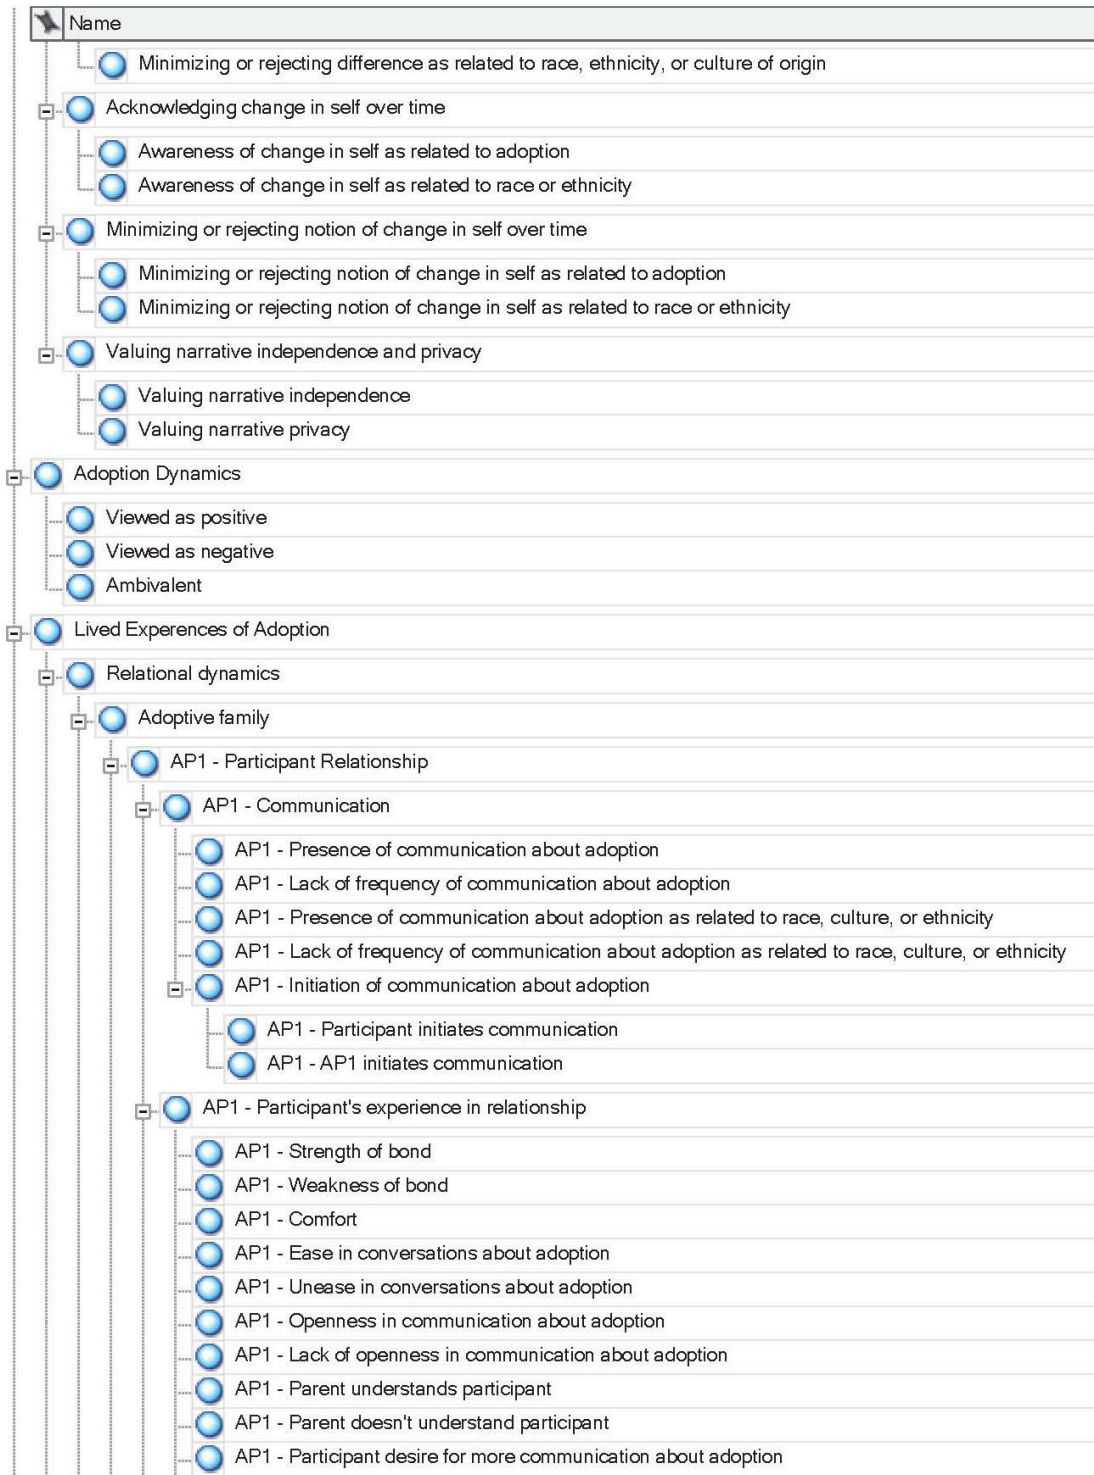 Name
Minimizing or rejecting difference as related to race, ethnicity, or culture of origin
Acknowledging change in self over time
Awareness of change in self as related to adoption
Awareness of change in self as related to race or ethnicity
Minimizing or rejecting notion of change in self over time
Minimizing or rejecting notion of change in self as related to adoption
Minimizing or rejecting notion of change in self as related to race or ethnicity
Valuing narrative independence and privacy
Valuing narrative independence
Valuing narrative privacy
Adoption Dynamics
Viewed as positive
Viewed as negative
Ambivalent
Lived Experences of Adoption
Relational dynamics
Adoptive family
AP1 - Participant Relationship
AP1 - Communication
AP1 - Presence of communication about adoption
AP1 - Lack of frequency of communication about adoption
AP1 - Presence of communication about adoption as related to race, culture, or ethnicity
AP1 - Lack of frequency of communication about adoption as related to race, culture, or ethnicity
AP1 - Initiation of communication about adoption
AP1 - Participant initiates communication
AP1 - AP1 initiates communication
AP1 - Participant's experience in relationship
AP1 - Strength of bond
AP1 - Weakness of bond
AP1 - Comfort
AP1 - Ease in conversations about adoption
AP1 - Unease in conversations about adoption
AP1 - Openness in communication about adoption
AP1 - Lack of openness in communication about adoption
AP1 - Parent understands participant
AP1 - Parent doesn't understand participant
AP1 - Participant desire for more communication about adoption